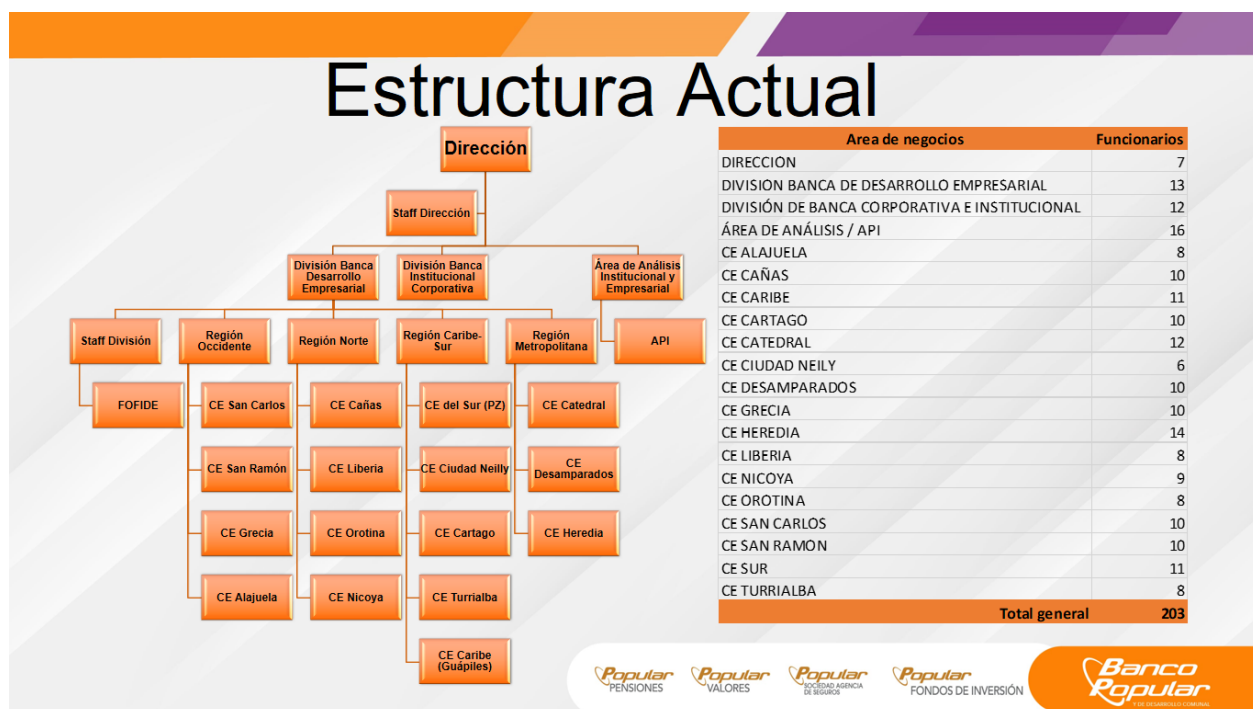 Estructura Actual
Dirección
Staff Dirección
División Banca
Desarrollo
Empresarial
División Banca
Institucional
Corporativa
Área de Análisis
Institucional y
Empresarial
Staff División
Región
Occidente
Región Norte
Región Caribe-
Sur
Región
Metropolitana
API
FOFIDE
CE San Carlos
CE Cañas
CE del Sur (PZ)
CE Catedral
CE San Ramón
CE Liberia
CE Ciudad Neilly
CE
Desamparados
CE Grecia
CE Orotina
CE Cartago
CE Heredia
CE Alajuela
CE Nicoya
CE Turrialba
CE Caribe
(Guápiles)
Area de negocios Funcionarios
DIRECCIÓN 7
DIVISION BANCA DE DESARROLLO EMPRESARIAL 13
DIVISIÓN DE BANCA CORPORATIVA E INSTITUCIONAL 12
ÁREA DE ANÁLISIS / API 16
CE ALAJUELA 8
CE CAÑAS 10
CE CARIBE 11
CE CARTAGO 10
CE CATEDRAL 12
CE CIUDAD NEILY 6
CE DESAMPARADOS 10
CE GRECIA 10
CE HEREDIA 14
CE LIBERIA 8
CE NICOYA 9
CE OROTINA 8
CE SAN CARLOS 10
CE SAN RAMON 10
CE SUR 11
CE TURRIALBA 8
Total general 203
Popular
PENSIONES
Popular
VALORES
Popular
SOCIEDAD AGENCIA
DE SEGUROS
Popular
FONDOS DE INVERSIÓN
Banco
Popular
Y DE DESARROLLO COMUNAL